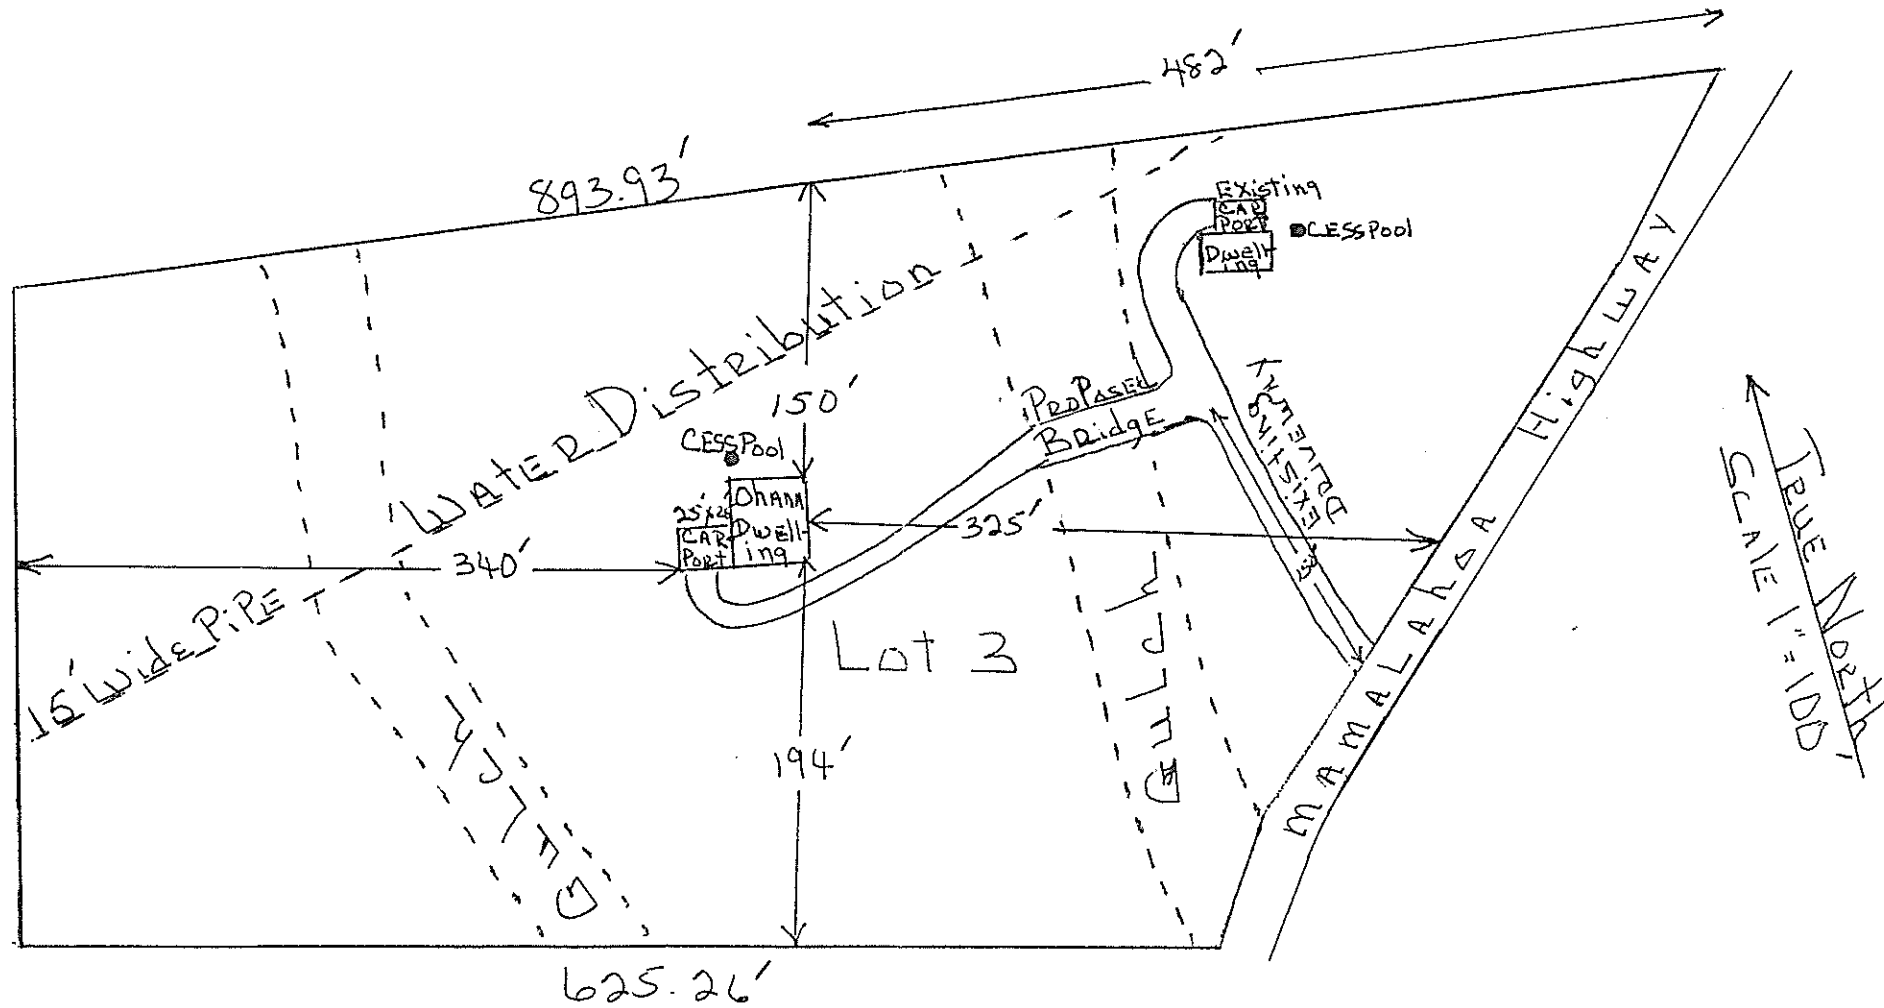 482'
893.93'
Existing
CAR
PORT
Dwell-
ing
CESSPool
15' Wide PiPE WAtER Distribution
150'
PROPOSED
BRidgE
EXiStiNG
DRivEWAY
CESSPool
OhANA
Dwell-
ing
CAR
PORT
340'
325'
Lot 3
GuLch
GuLch
194'
MAMALAhoA HighwAy
TRUE NoRth
SCAlE 1"=100'
625.26'